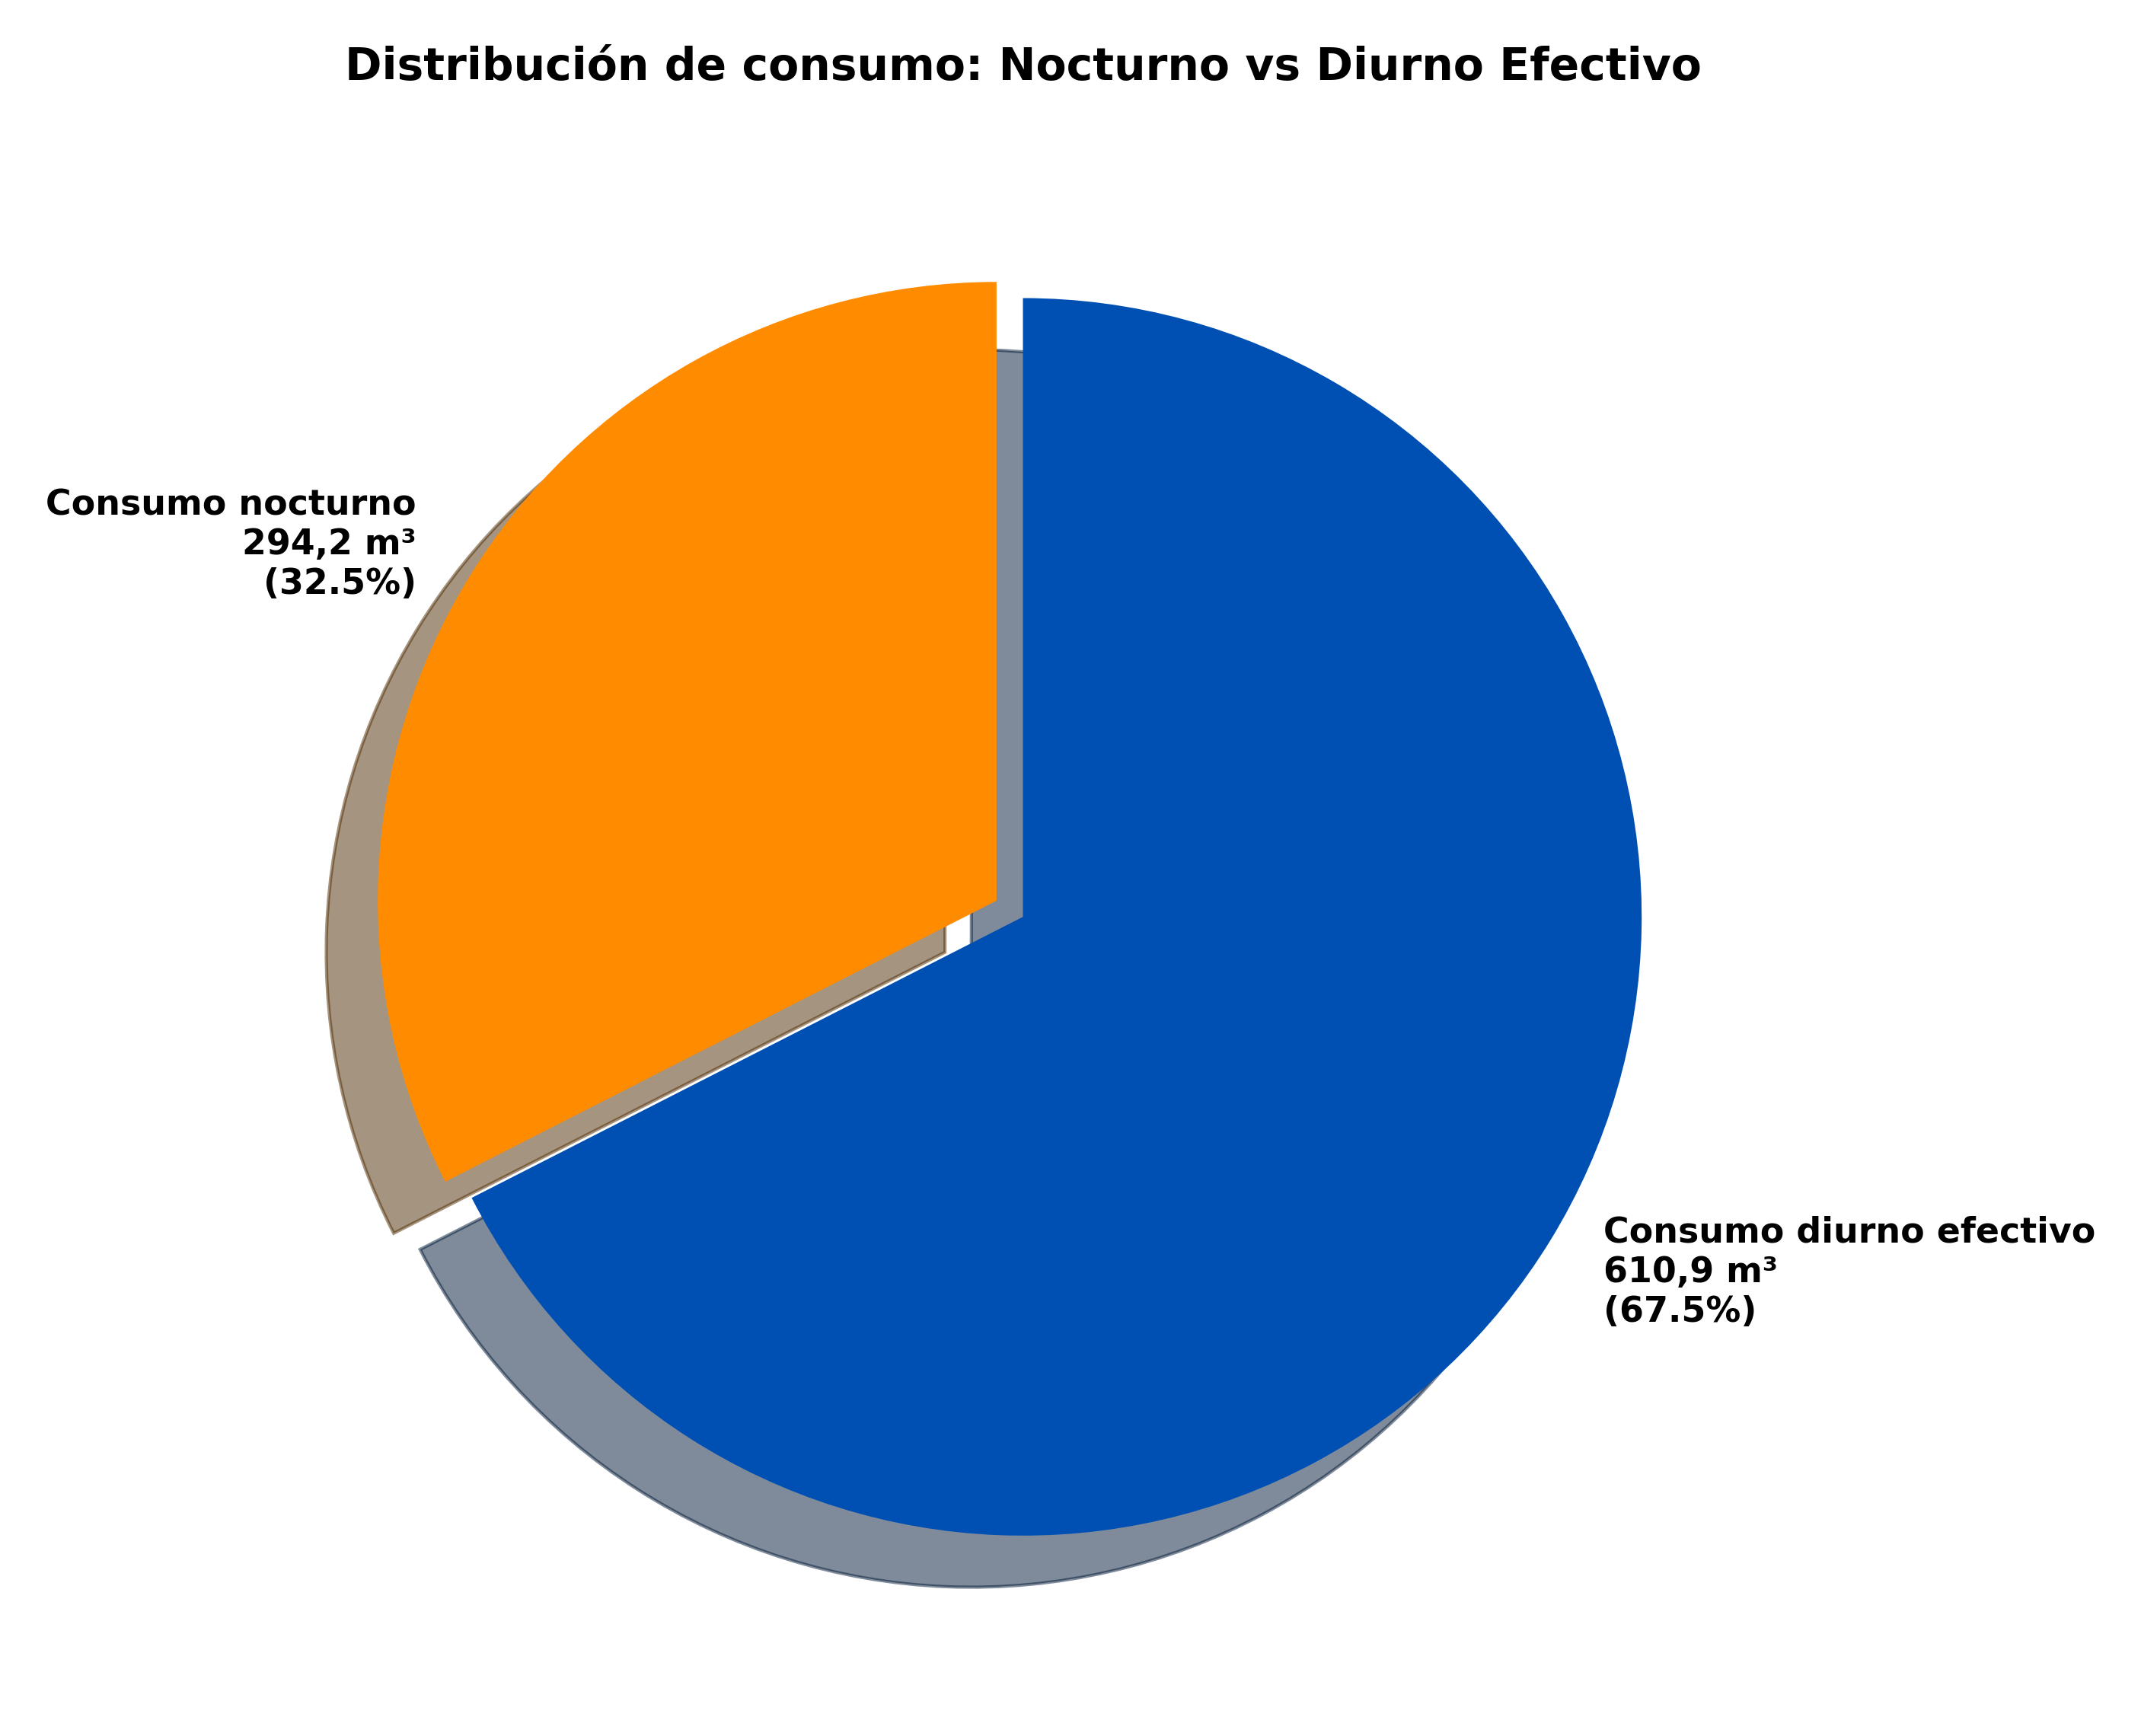 Distribución de consumo: Nocturno vs Diurno Efectivo
Consumo nocturno
294,2 m³
(32.5%)
Consumo diurno efectivo
610,9 m³
(67.5%)